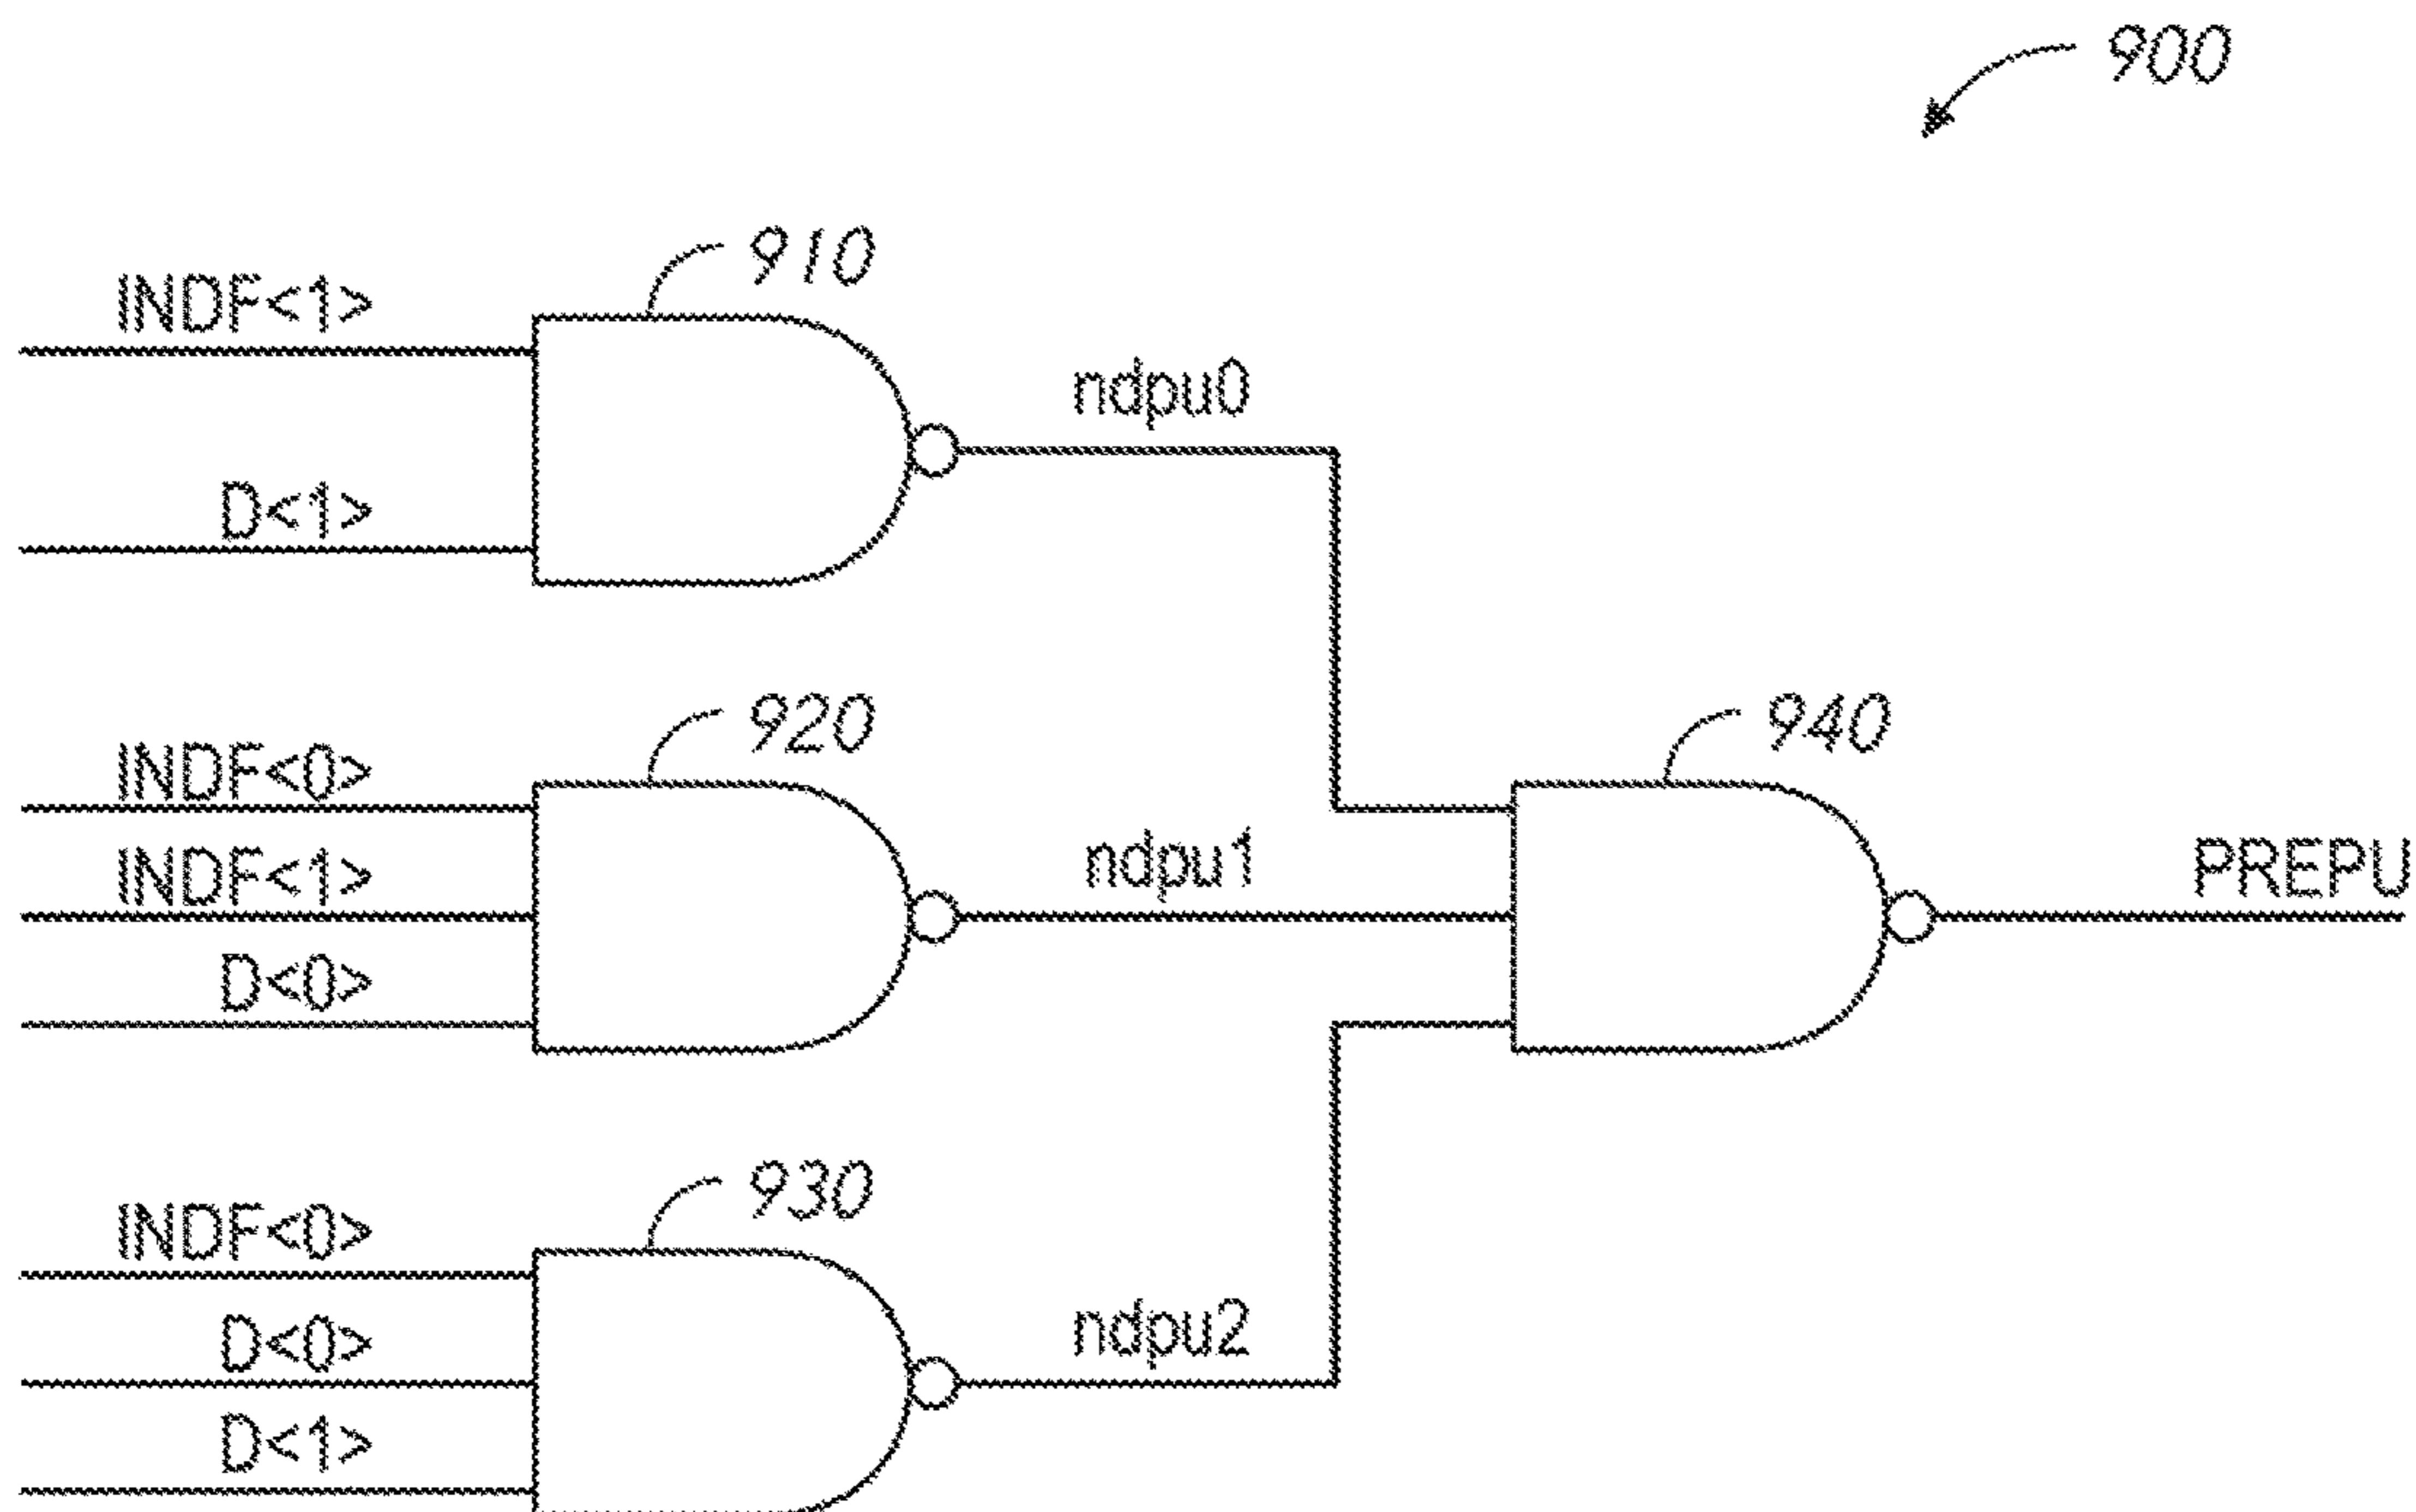 900
910
INDF<1>
ndpu0
D<1>
920
940
INDF<0>
ndpu1
PREPU
INDF<1>
D<0>
930
INDF<0>
ndpu2
D<0>
D<1>